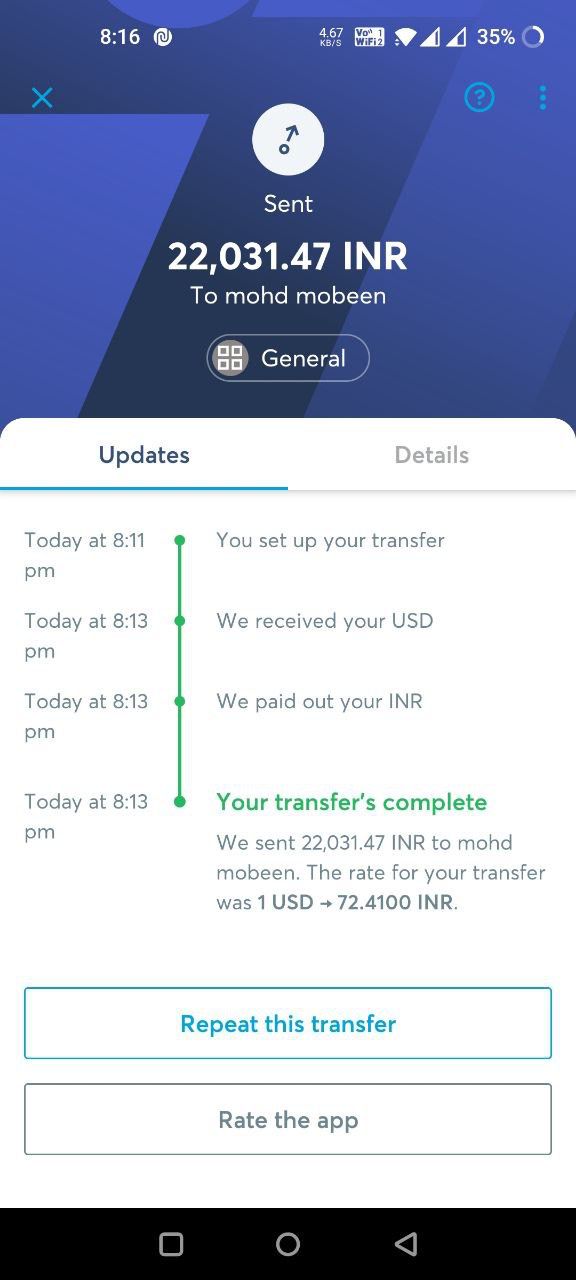 8:16 4.67 KB/S Vo 1 WiFi2 35%
Sent
22,031.47 INR
To mohd mobeen
General
Updates Details
Today at 8:11 pm
You set up your transfer
Today at 8:13 pm
We received your USD
Today at 8:13 pm
We paid out your INR
Today at 8:13 pm
Your transfer's complete
We sent 22,031.47 INR to mohd
mobeen. The rate for your transfer
was 1 USD → 72.4100 INR.
Repeat this transfer
Rate the app